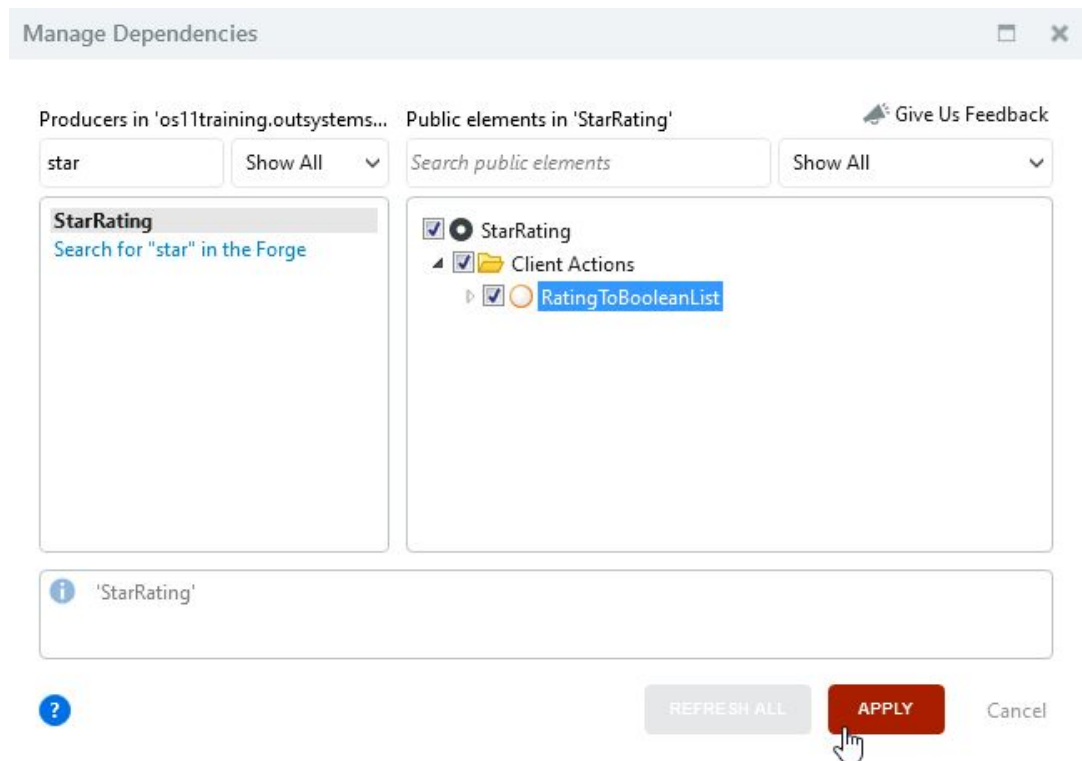 Manage Dependencies
Producers in 'os11training.outsystems...
Public elements in 'StarRating'
Give Us Feedback
star
Show All
Search public elements
Show All
StarRating
Search for "star" in the Forge
StarRating
Client Actions
RatingToBooleanList
'StarRating'
?
REFRESH ALL
APPLY
Cancel